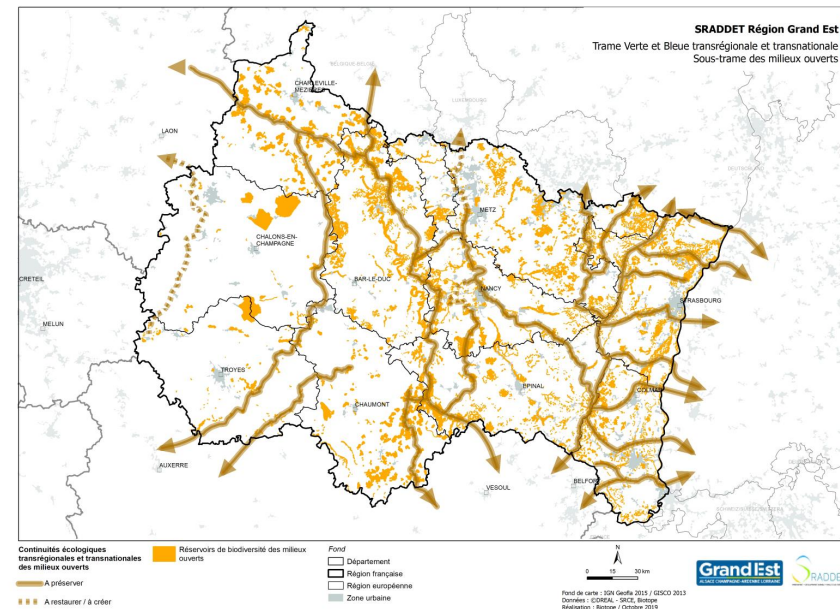 SRADDET Région Grand Est
Trame Verte et Bleue transrégionale et transnationale
Sous-trame des milieux ouverts
CHARLEVILLE-
MEZIERES
LUXEMBOURG
LAON
METZ
CHALONS-EN-
CHAMPAGNE
CRETEIL
BAR-LE-DUC
NANCY
STRASBOURG
MELUN
TROYES
CHAUMONT
EPINAL
COLMAR
AUXERRE
VESOUL
BELFORT
Continuités écologiques
transrégionales et transnationales
des milieux ouverts
A préserver
A restaurer / à créer
Réservoirs de biodiversité des milieux
ouverts
Fond
Département
Région française
Région européenne
Zone urbaine
N
0 15 30 km
Fond de carte : IGN Geofla 2015 / GISCO 2013
Données : ©DREAL - SRCE, Biotope
Réalisation : Biotope / Octobre 2019
GrandEst
ALSACE CHAMPAGNE-ARDENNE LORRAINE
SRADDE